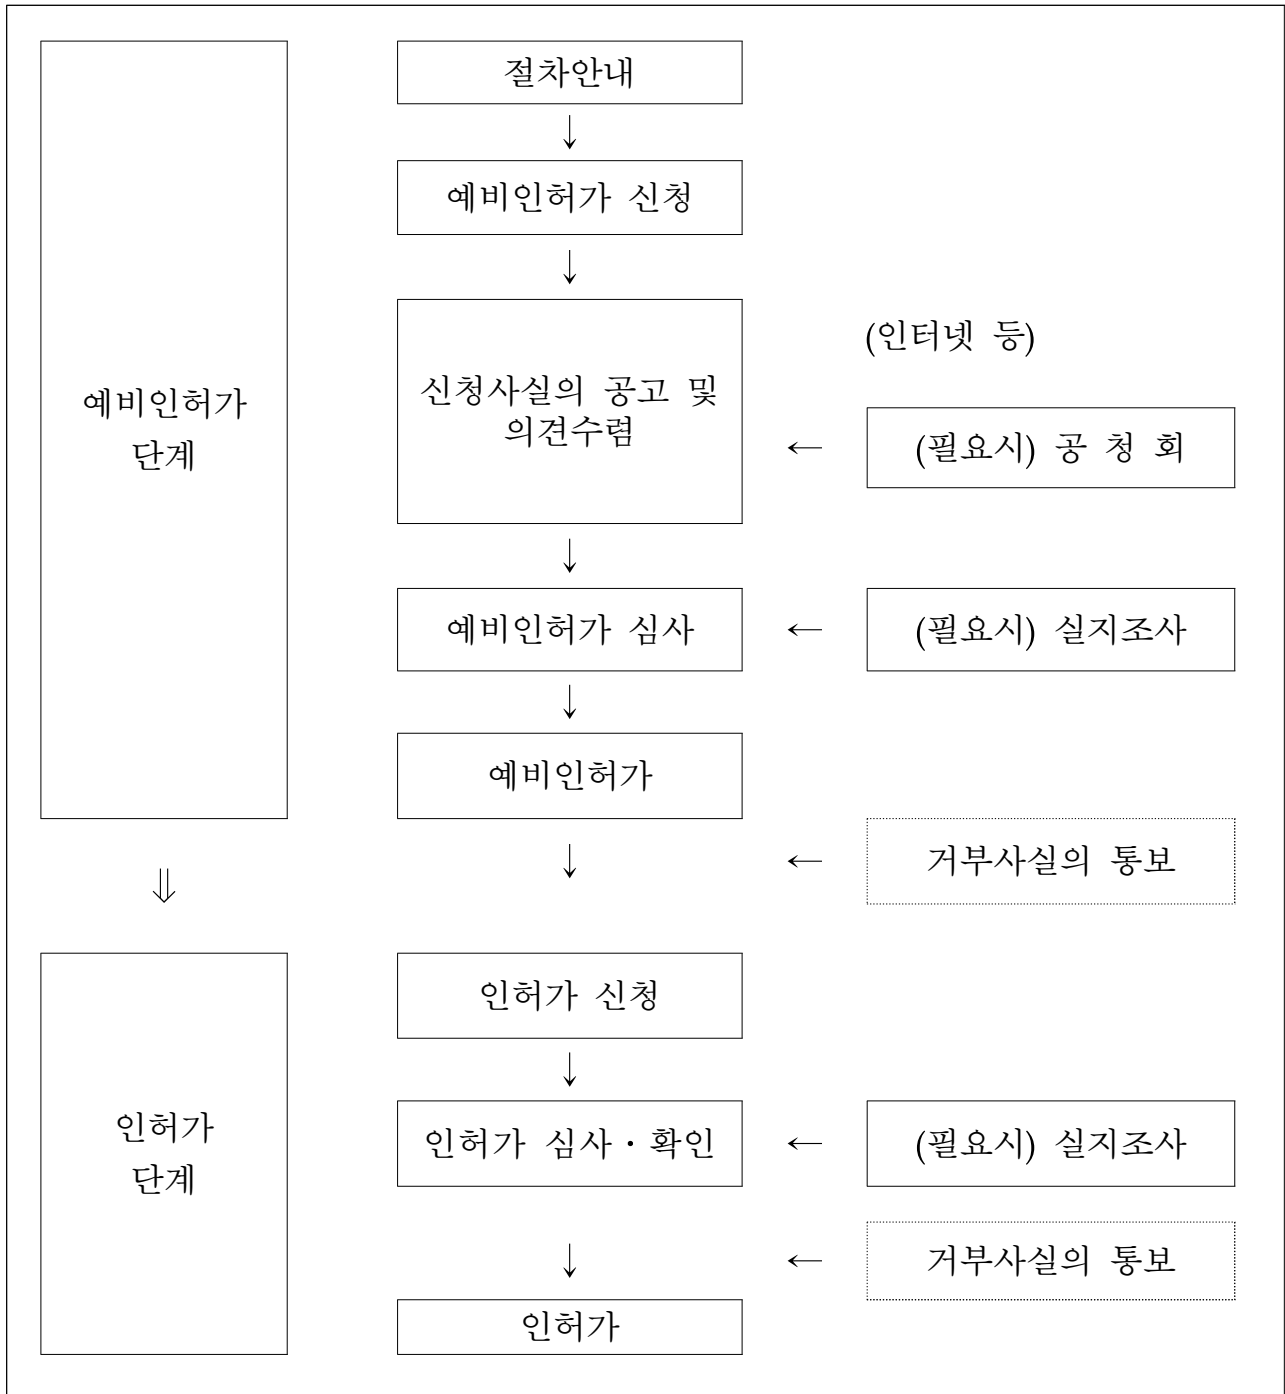 절차안내
↓
예비인허가 신청
↓
(인터넷 등)
신청사실의 공고 및
의견수렴
← (필요시) 공 청 회
예비인허가
단계
↓
예비인허가 심사 ← (필요시) 실지조사
↓
예비인허가
↓ ← 거부사실의 통보
⇓
인허가 신청
↓
인허가
단계
인허가 심사·확인 ← (필요시) 실지조사
↓ ← 거부사실의 통보
인허가